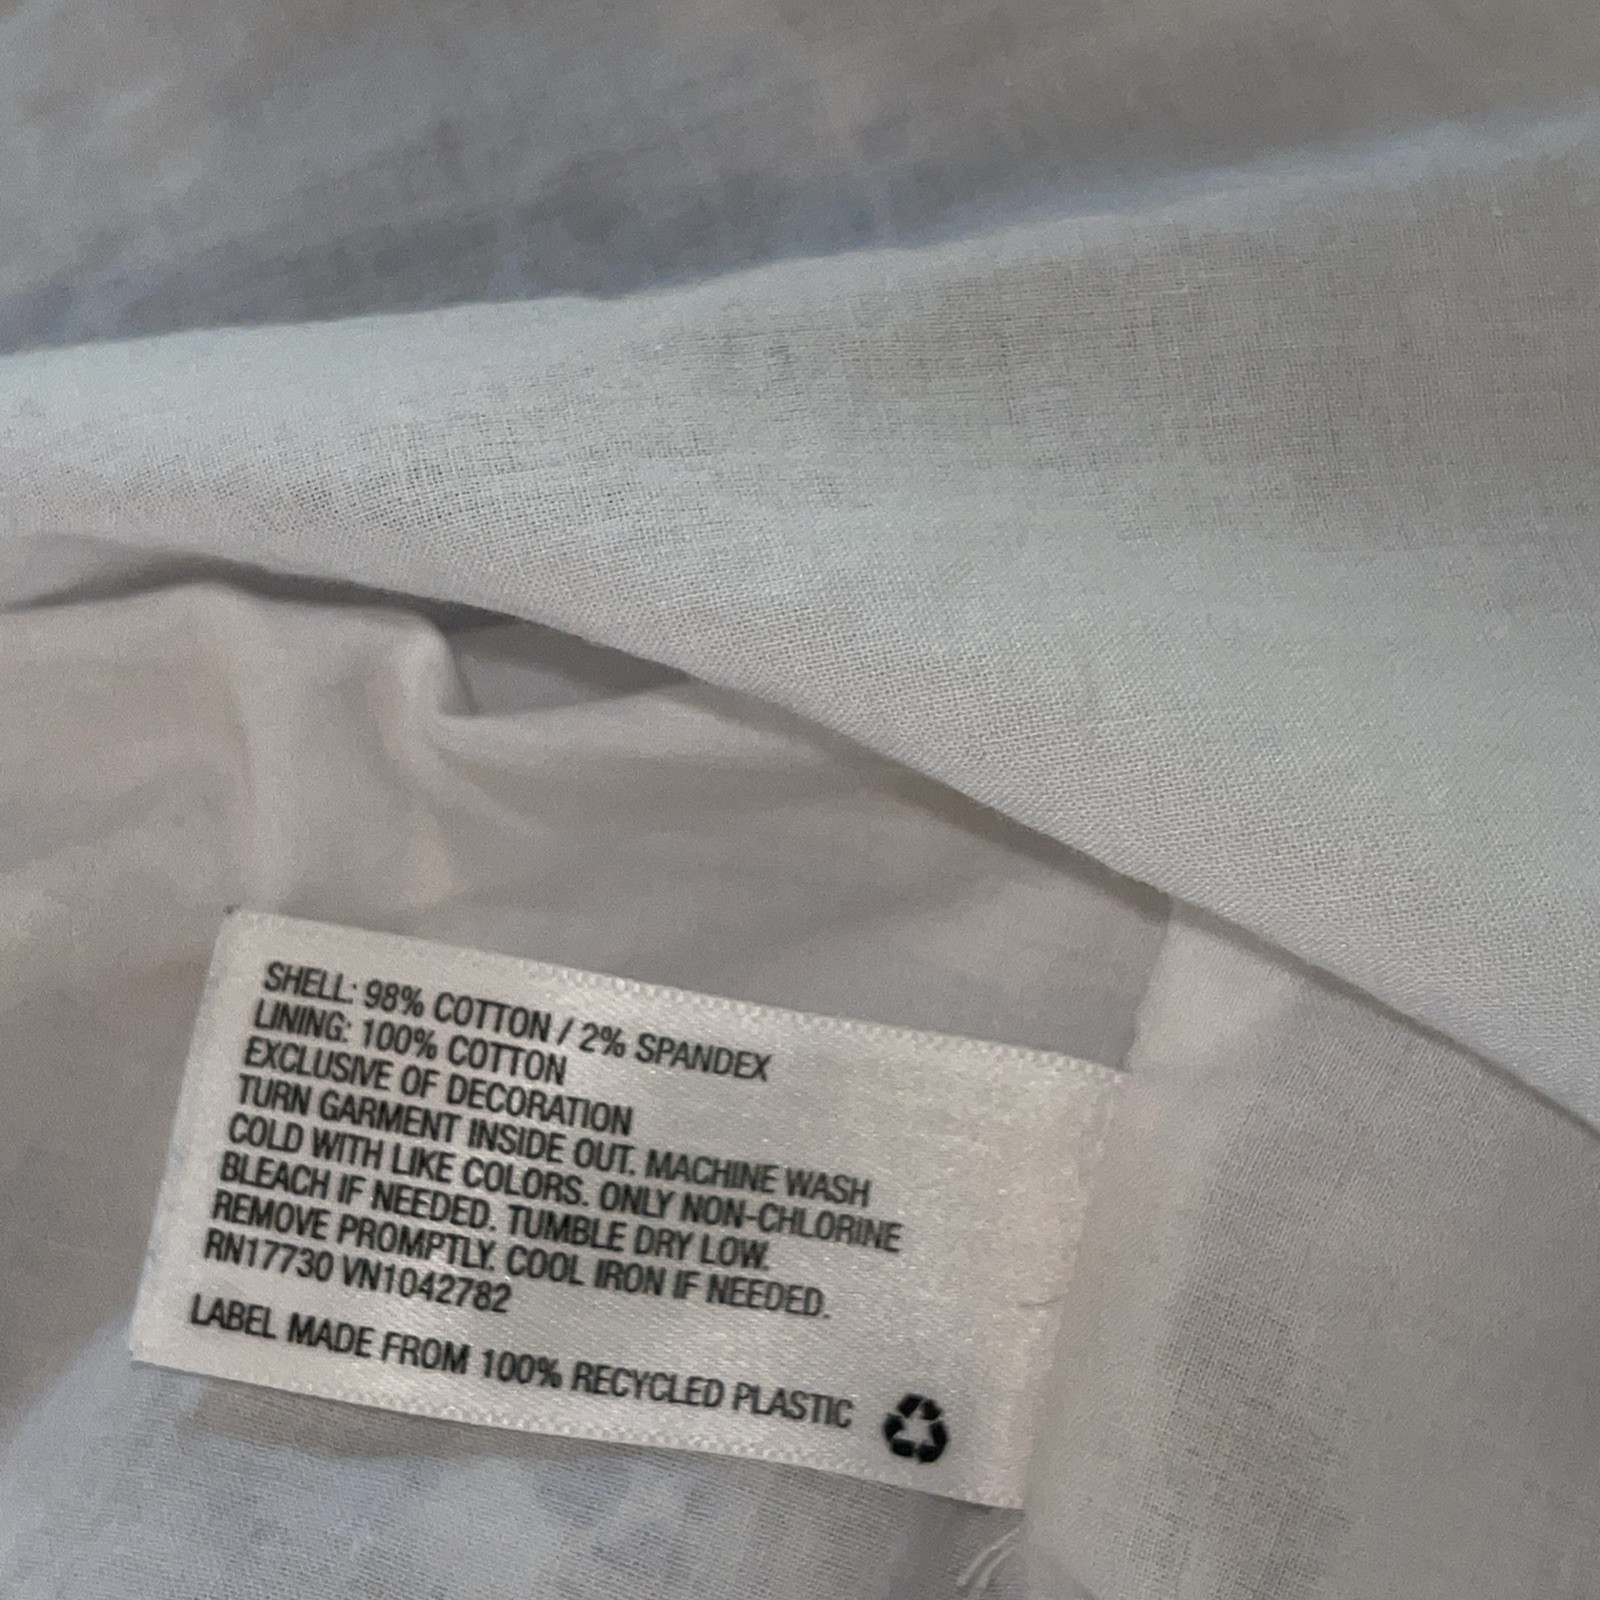 SHELL: 98% COTTON / 2% SPANDEX
LINING: 100% COTTON
EXCLUSIVE OF DECORATION
TURN GARMENT INSIDE OUT. MACHINE WASH
COLD WITH LIKE COLORS. ONLY NON-CHLORINE
BLEACH IF NEEDED. TUMBLE DRY LOW.
REMOVE PROMPTLY. COOL IRON IF NEEDED.
RN17730 VN1042782
LABEL MADE FROM 100% RECYCLED PLASTIC